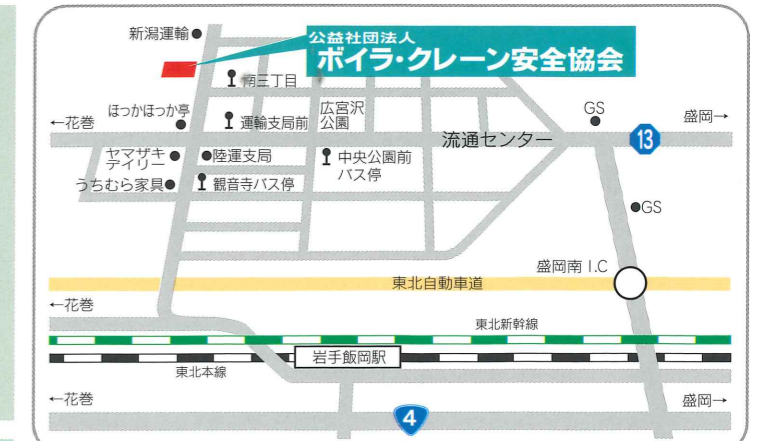 新潟運輸
公益社団法人
ボイラ・クレーン安全協会
南三丁目
ほっかほっか亭
運輸支局前
広宮沢
公園
GS
盛岡→
←花巻
流通センター
13
ヤマザキ
デイリー
陸運支局
中央公園前
バス停
うちむら家具
観音寺バス停
GS
盛岡南 I.C
東北自動車道
←花巻
東北新幹線
岩手飯岡駅
東北本線
←花巻
盛岡→
4